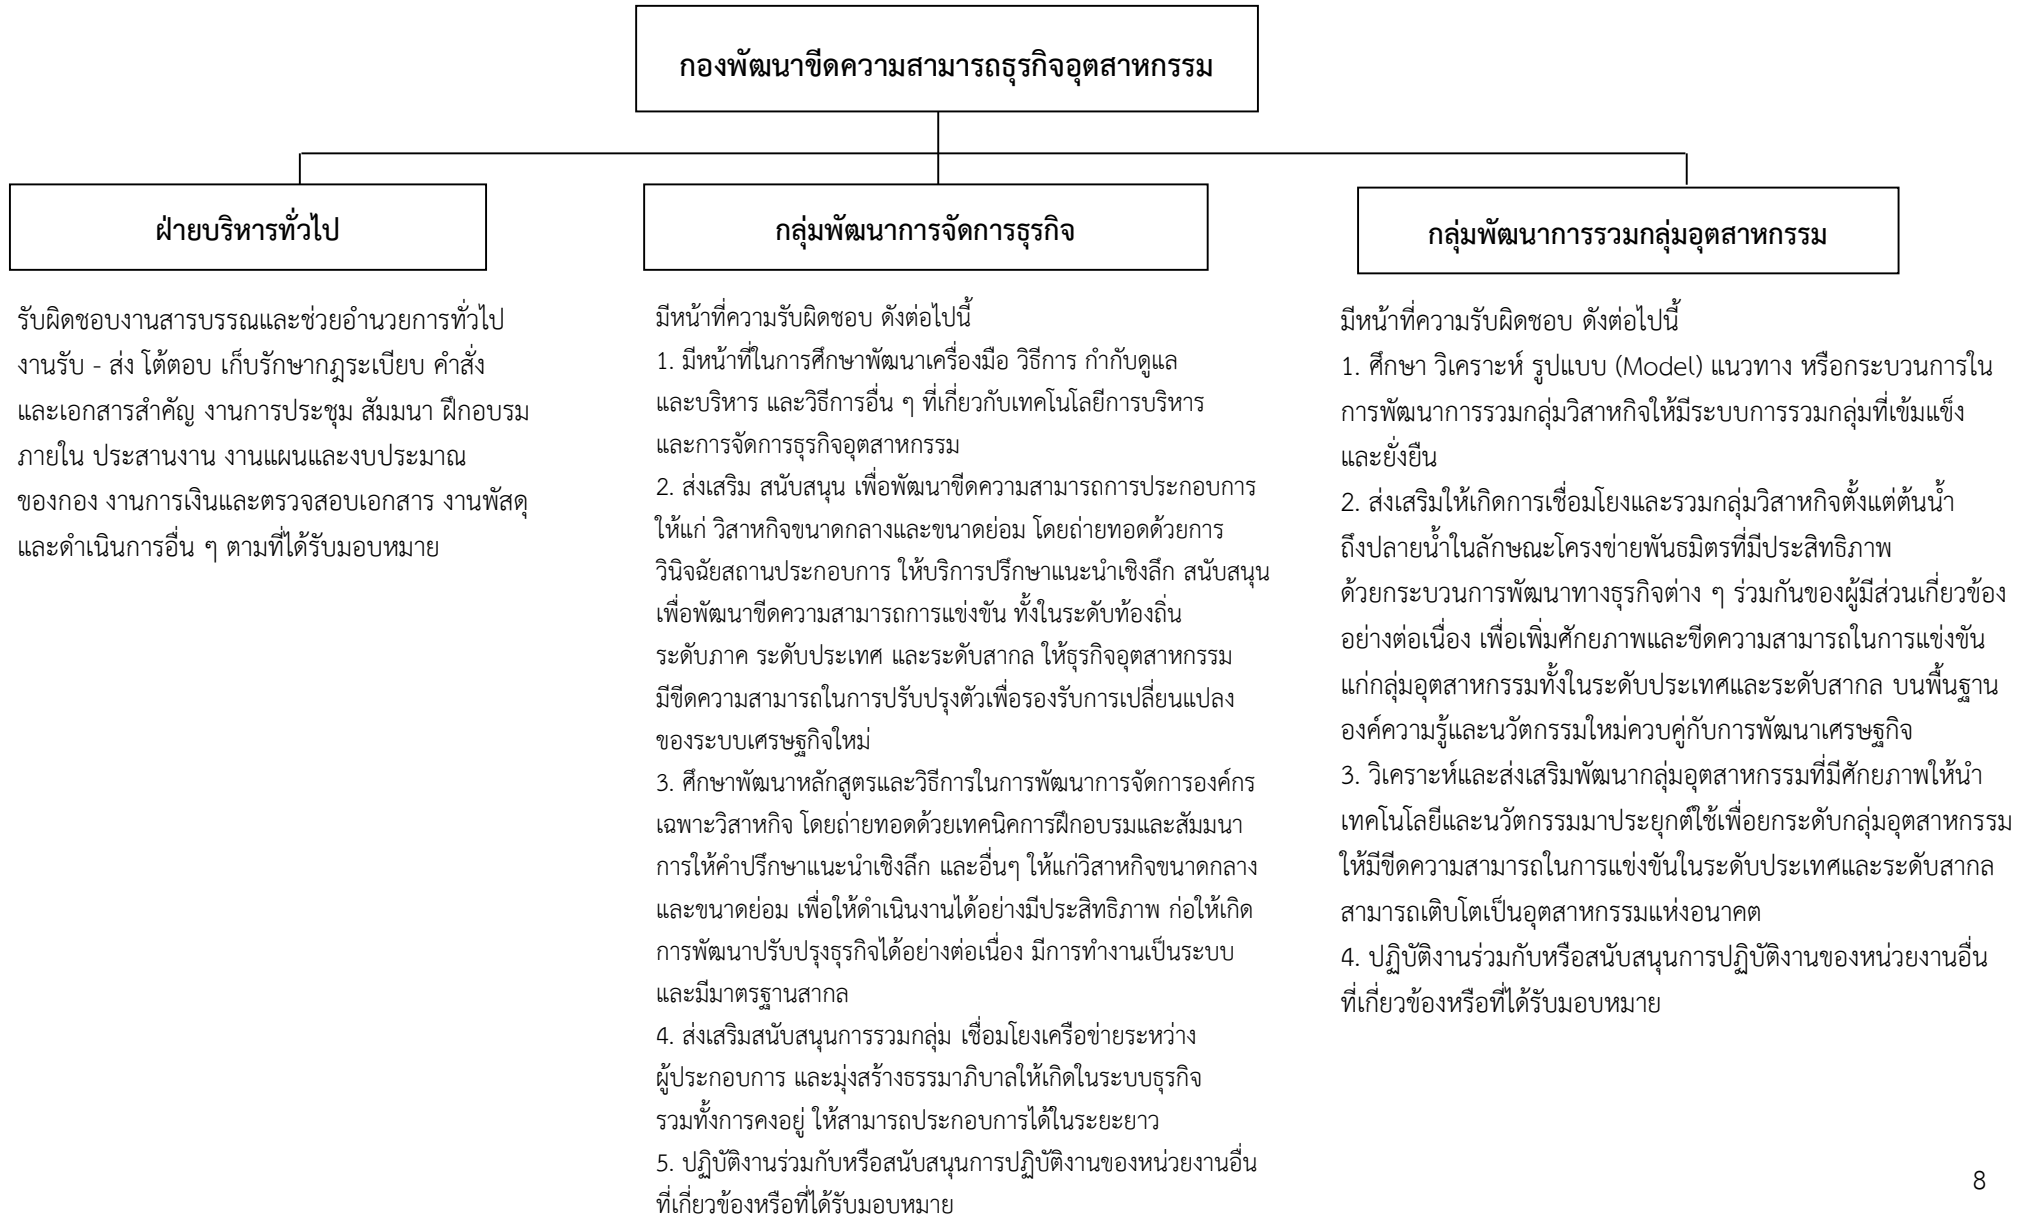 กองพัฒนาขีดความสามารถธุรกิจอุตสาหกรรม
ฝ่ายบริหารทั่วไป
รับผิดชอบงานสารบรรณและช่วยอำนวยการทั่วไป
งานรับ - ส่ง โต้ตอบ เก็บรักษากฎระเบียบ คำสั่ง
และเอกสารสำคัญ งานการประชุม สัมมนา ฝึกอบรม
ภายใน ประสานงาน งานแผนและงบประมาณ
ของกอง งานการเงินและตรวจสอบเอกสาร งานพัสดุ
และดำเนินการอื่น ๆ ตามที่ได้รับมอบหมาย
กลุ่มพัฒนาการจัดการธุรกิจ
มีหน้าที่ความรับผิดชอบ ดังต่อไปนี้
1. มีหน้าที่ในการศึกษาพัฒนาเครื่องมือ วิธีการ กำกับดูแล
และบริหาร และวิธีการอื่น ๆ ที่เกี่ยวกับเทคโนโลยีการบริหาร
และการจัดการธุรกิจอุตสาหกรรม
2. ส่งเสริม สนับสนุน เพื่อพัฒนาขีดความสามารถการประกอบการ
ให้แก่ วิสาหกิจขนาดกลางและขนาดย่อม โดยถ่ายทอดด้วยการ
วินิจฉัยสถานประกอบการ ให้บริการปรึกษาแนะนำเชิงลึก สนับสนุน
เพื่อพัฒนาขีดความสามารถการแข่งขัน ทั้งในระดับท้องถิ่น
ระดับภาค ระดับประเทศ และระดับสากล ให้ธุรกิจอุตสาหกรรม
มีขีดความสามารถในการปรับปรุงตัวเพื่อรองรับการเปลี่ยนแปลง
ของระบบเศรษฐกิจใหม่
3. ศึกษาพัฒนาหลักสูตรและวิธีการในการพัฒนาการจัดการองค์กร
เฉพาะวิสาหกิจ โดยถ่ายทอดด้วยเทคนิคการฝึกอบรมและสัมมนา
การให้คำปรึกษาแนะนำเชิงลึก และอื่นๆ ให้แก่วิสาหกิจขนาดกลาง
และขนาดย่อม เพื่อให้ดำเนินงานได้อย่างมีประสิทธิภาพ ก่อให้เกิด
การพัฒนาปรับปรุงธุรกิจได้อย่างต่อเนื่อง มีการทำงานเป็นระบบ
และมีมาตรฐานสากล
4. ส่งเสริมสนับสนุนการรวมกลุ่ม เชื่อมโยงเครือข่ายระหว่าง
ผู้ประกอบการ และมุ่งสร้างธรรมาภิบาลให้เกิดในระบบธุรกิจ
รวมทั้งการคงอยู่ ให้สามารถประกอบการได้ในระยะยาว
5. ปฏิบัติงานร่วมกับหรือสนับสนุนการปฏิบัติงานของหน่วยงานอื่น
ที่เกี่ยวข้องหรือที่ได้รับมอบหมาย
กลุ่มพัฒนาการรวมกลุ่มอุตสาหกรรม
มีหน้าที่ความรับผิดชอบ ดังต่อไปนี้
1. ศึกษา วิเคราะห์ รูปแบบ (Model) แนวทาง หรือกระบวนการใน
การพัฒนาการรวมกลุ่มวิสาหกิจให้มีระบบการรวมกลุ่มที่เข้มแข็ง
และยั่งยืน
2. ส่งเสริมให้เกิดการเชื่อมโยงและรวมกลุ่มวิสาหกิจตั้งแต่ต้นน้ำ
ถึงปลายน้ำในลักษณะโครงข่ายพันธมิตรที่มีประสิทธิภาพ
ด้วยกระบวนการพัฒนาทางธุรกิจต่าง ๆ ร่วมกันของผู้มีส่วนเกี่ยวข้อง
อย่างต่อเนื่อง เพื่อเพิ่มศักยภาพและขีดความสามารถในการแข่งขัน
แก่กลุ่มอุตสาหกรรมทั้งในระดับประเทศและระดับสากล บนพื้นฐาน
องค์ความรู้และนวัตกรรมใหม่ควบคู่กับการพัฒนาเศรษฐกิจ
3. วิเคราะห์และส่งเสริมพัฒนากลุ่มอุตสาหกรรมที่มีศักยภาพให้นำ
เทคโนโลยีและนวัตกรรมมาประยุกต์ใช้เพื่อยกระดับกลุ่มอุตสาหกรรม
ให้มีขีดความสามารถในการแข่งขันในระดับประเทศและระดับสากล
สามารถเติบโตเป็นอุตสาหกรรมแห่งอนาคต
4. ปฏิบัติงานร่วมกับหรือสนับสนุนการปฏิบัติงานของหน่วยงานอื่น
ที่เกี่ยวข้องหรือที่ได้รับมอบหมาย
8